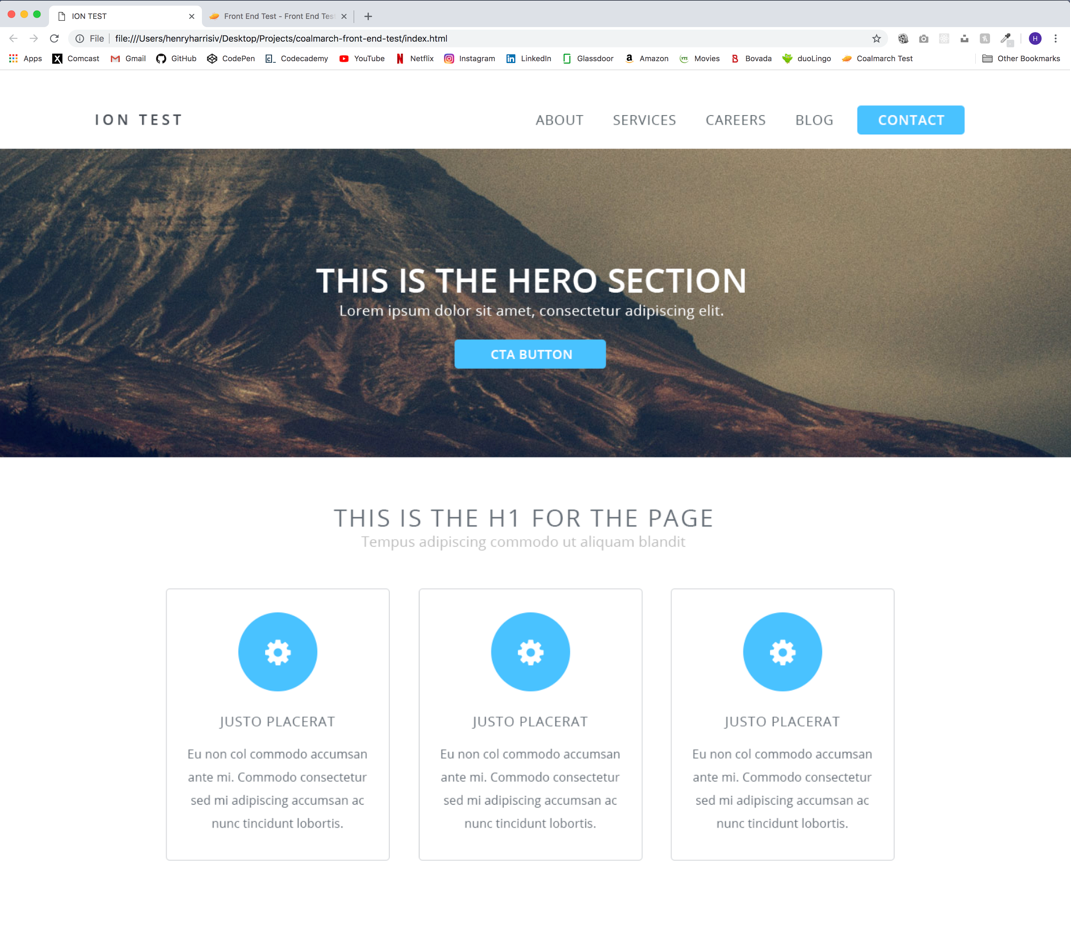 ION TEST
Front End Test - Front End Tes
File
file:///Users/henryharrisiv/Desktop/Projects/coalmarch-front-end-test/index.html
H
Apps Comcast Gmail GitHub CodePen Codecademy YouTube Netflix Instagram LinkedIn Glassdoor Amazon Movies Bovada duoLingo Coalmarch Test Other Bookmarks
ION TEST
ABOUT SERVICES CAREERS BLOG CONTACT
THIS IS THE HERO SECTION
Lorem ipsum dolor sit amet, consectetur adipiscing elit.
CTA BUTTON
THIS IS THE H1 FOR THE PAGE
Tempus adipiscing commodo ut aliquam blandit
JUSTO PLACERAT
Eu non col commodo accumsan
ante mi. Commodo consectetur
sed mi adipiscing accumsan ac
nunc tincidunt lobortis.
JUSTO PLACERAT
Eu non col commodo accumsan
ante mi. Commodo consectetur
sed mi adipiscing accumsan ac
nunc tincidunt lobortis.
JUSTO PLACERAT
Eu non col commodo accumsan
ante mi. Commodo consectetur
sed mi adipiscing accumsan ac
nunc tincidunt lobortis.